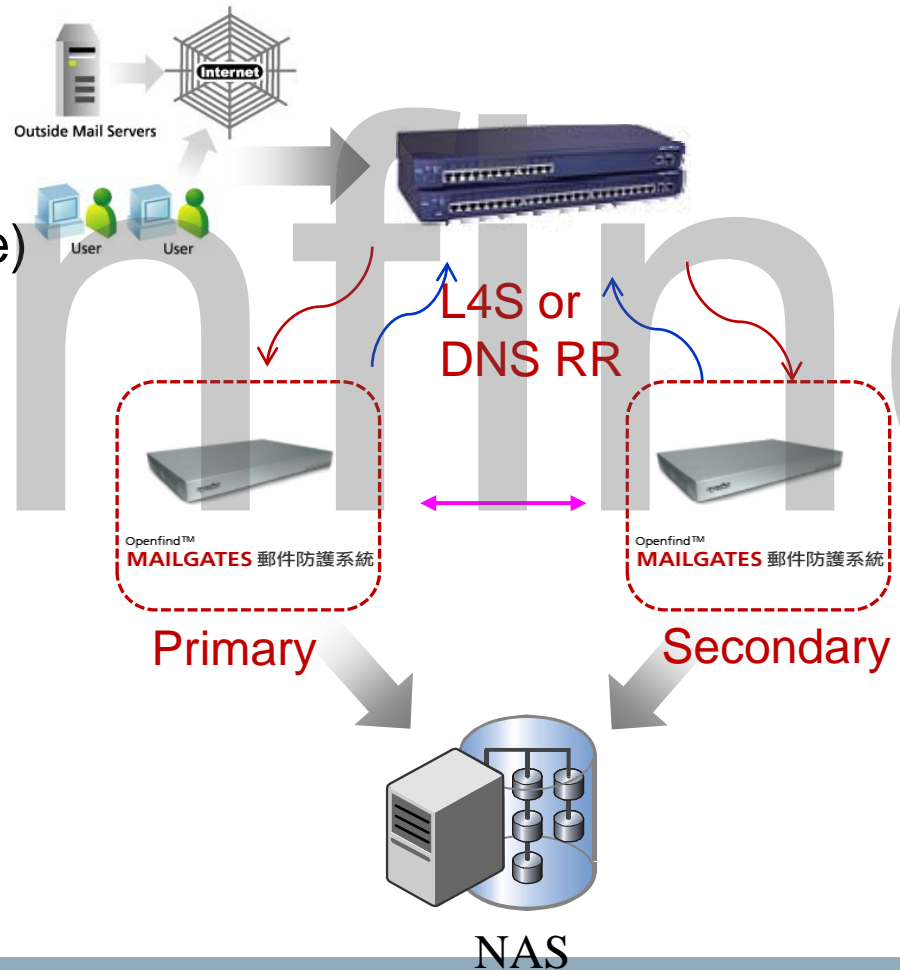 Internet
Outside Mail Servers
e)
User
User
L4S or
DNS RR
Openfind™
MAILGATES 郵件防護系統
Openfind™
MAILGATES 郵件防護系統
Primary
Secondary
NAS
nfin